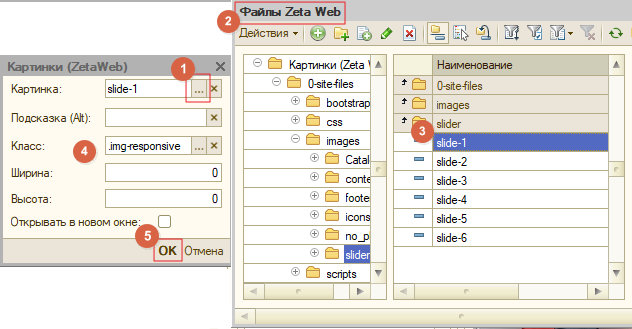 Файлы Zeta Web
2
Действия
Картинки (ZetaWeb)
1
Картинка:
slide-1
...
Подсказка (Alt):
Класс:
.img-responsive
...
4
Ширина:
0
Высота:
0
Открывать в новом окне:
5
OK
Отмена
Картинки (Zeta W
0-site-files
bootstrap
css
images
Catal
conte
foote
icons
no_p
slider
scripts
Наименование
0-site-files
images
slider
3
slide-1
slide-2
slide-3
slide-4
slide-5
slide-6